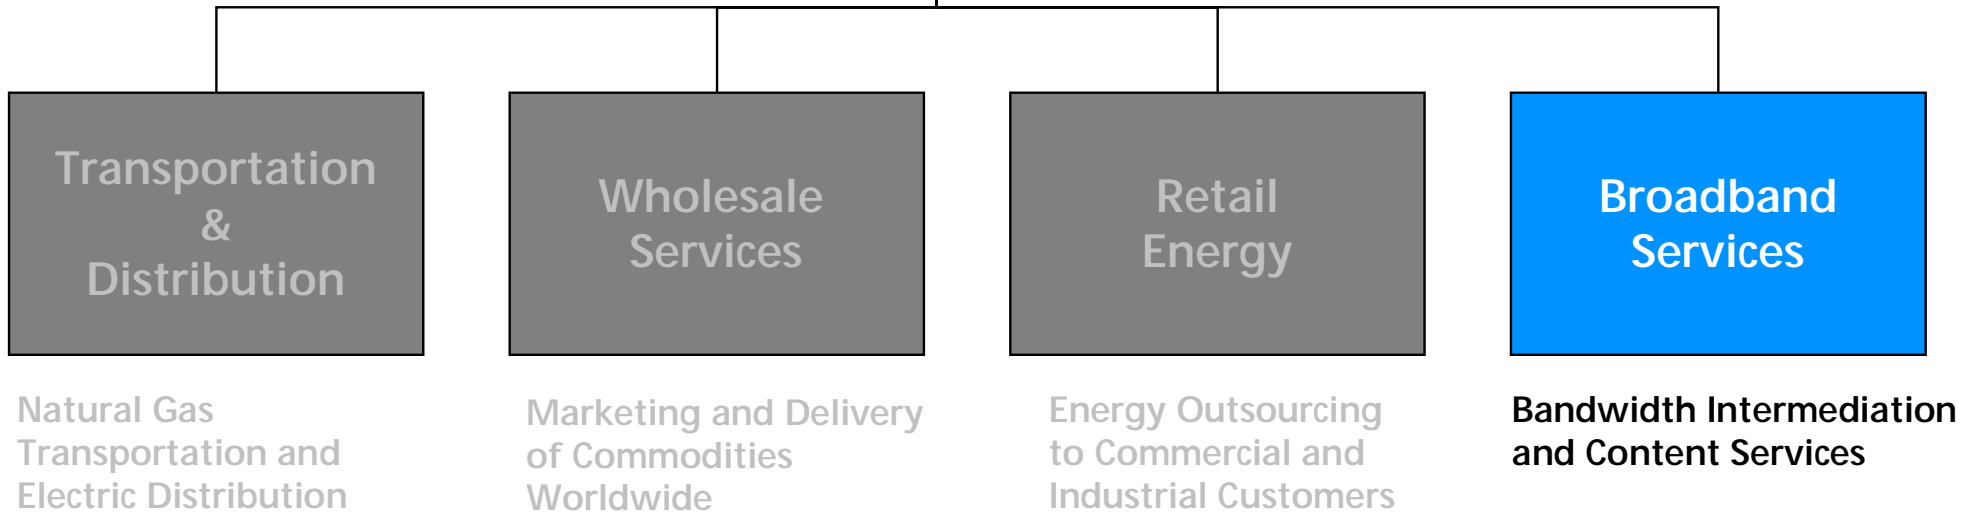 Transportation
&
Distribution
Wholesale
Services
Retail
Energy
Broadband
Services
Natural Gas
Transportation and
Electric Distribution
Marketing and Delivery
of Commodities
Worldwide
Energy Outsourcing
to Commercial and
Industrial Customers
Bandwidth Intermediation
and Content Services